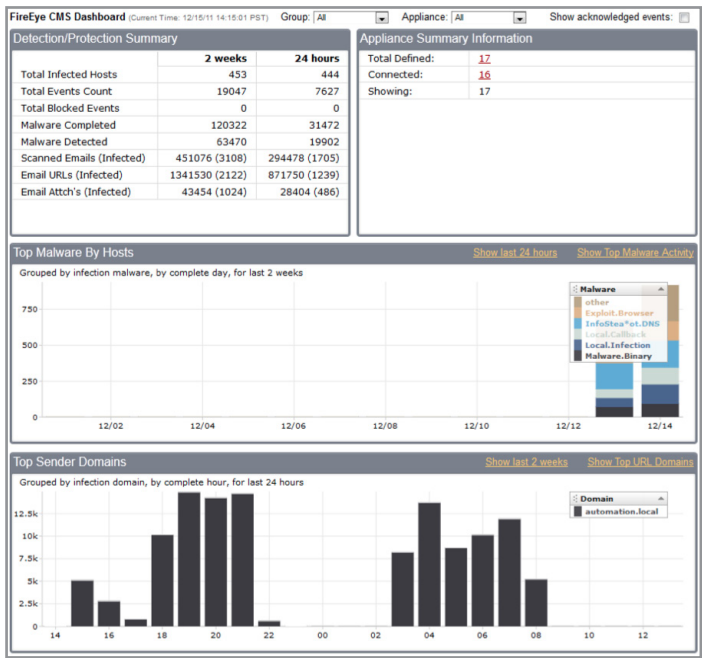 FireEye CMS Dashboard (Current Time: 12/15/11 14:15:01 PST) Group: All Appliance: All Show acknowledged events:
Detection/Protection Summary
2 weeks 24 hours
Total Infected Hosts 453 444
Total Events Count 19047 7627
Total Blocked Events 0 0
Malware Completed 120322 31472
Malware Detected 63470 19902
Scanned Emails (Infected) 451076 (3108) 294478 (1705)
Email URLs (Infected) 1341530 (2122) 871750 (1239)
Email Attch's (Infected) 43454 (1024) 28404 (486)
Appliance Summary Information
Total Defined: 17
Connected: 16
Showing: 17
Top Malware By Hosts Show last 24 hours Show Top Malware Activity
Grouped by infection malware, by complete day, for last 2 weeks
Malware
other
Exploit.Browser
InfoStea*ot.DNS
Local.Callback
Local.Infection
Malware.Binary
750
500
250
0
12/02 12/04 12/06 12/08 12/10 12/12 12/14
Top Sender Domains Show last 2 weeks Show Top URL Domains
Grouped by infection domain, by complete hour, for last 24 hours
Domain
automation.local
12.5k
10k
7.5k
5k
2.5k
0
14 16 18 20 22 00 02 04 06 08 10 12